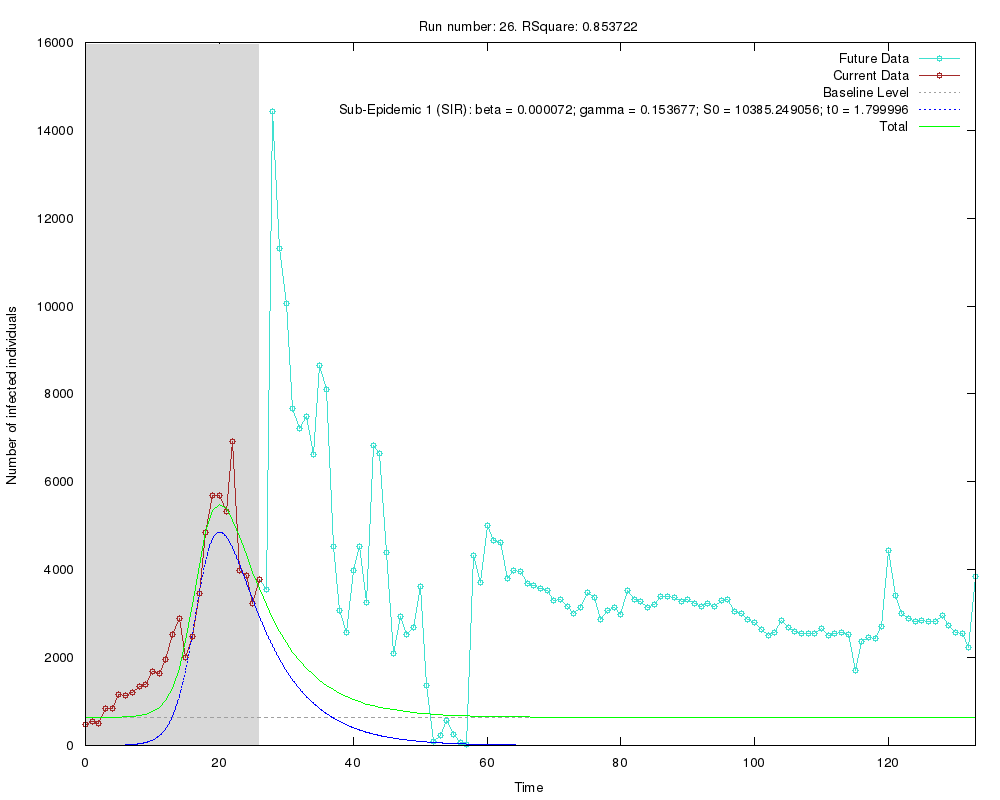 Run number: 26. RSquare: 0.853722
Future Data
Current Data
Baseline Level
Sub-Epidemic 1 (SIR): beta = 0.000072; gamma = 0.153677; S0 = 10385.249056; t0 = 1.799996
Total
Number of infected individuals
16000
14000
12000
10000
8000
6000
4000
2000
0
0 20 40 60 80 100 120
Time